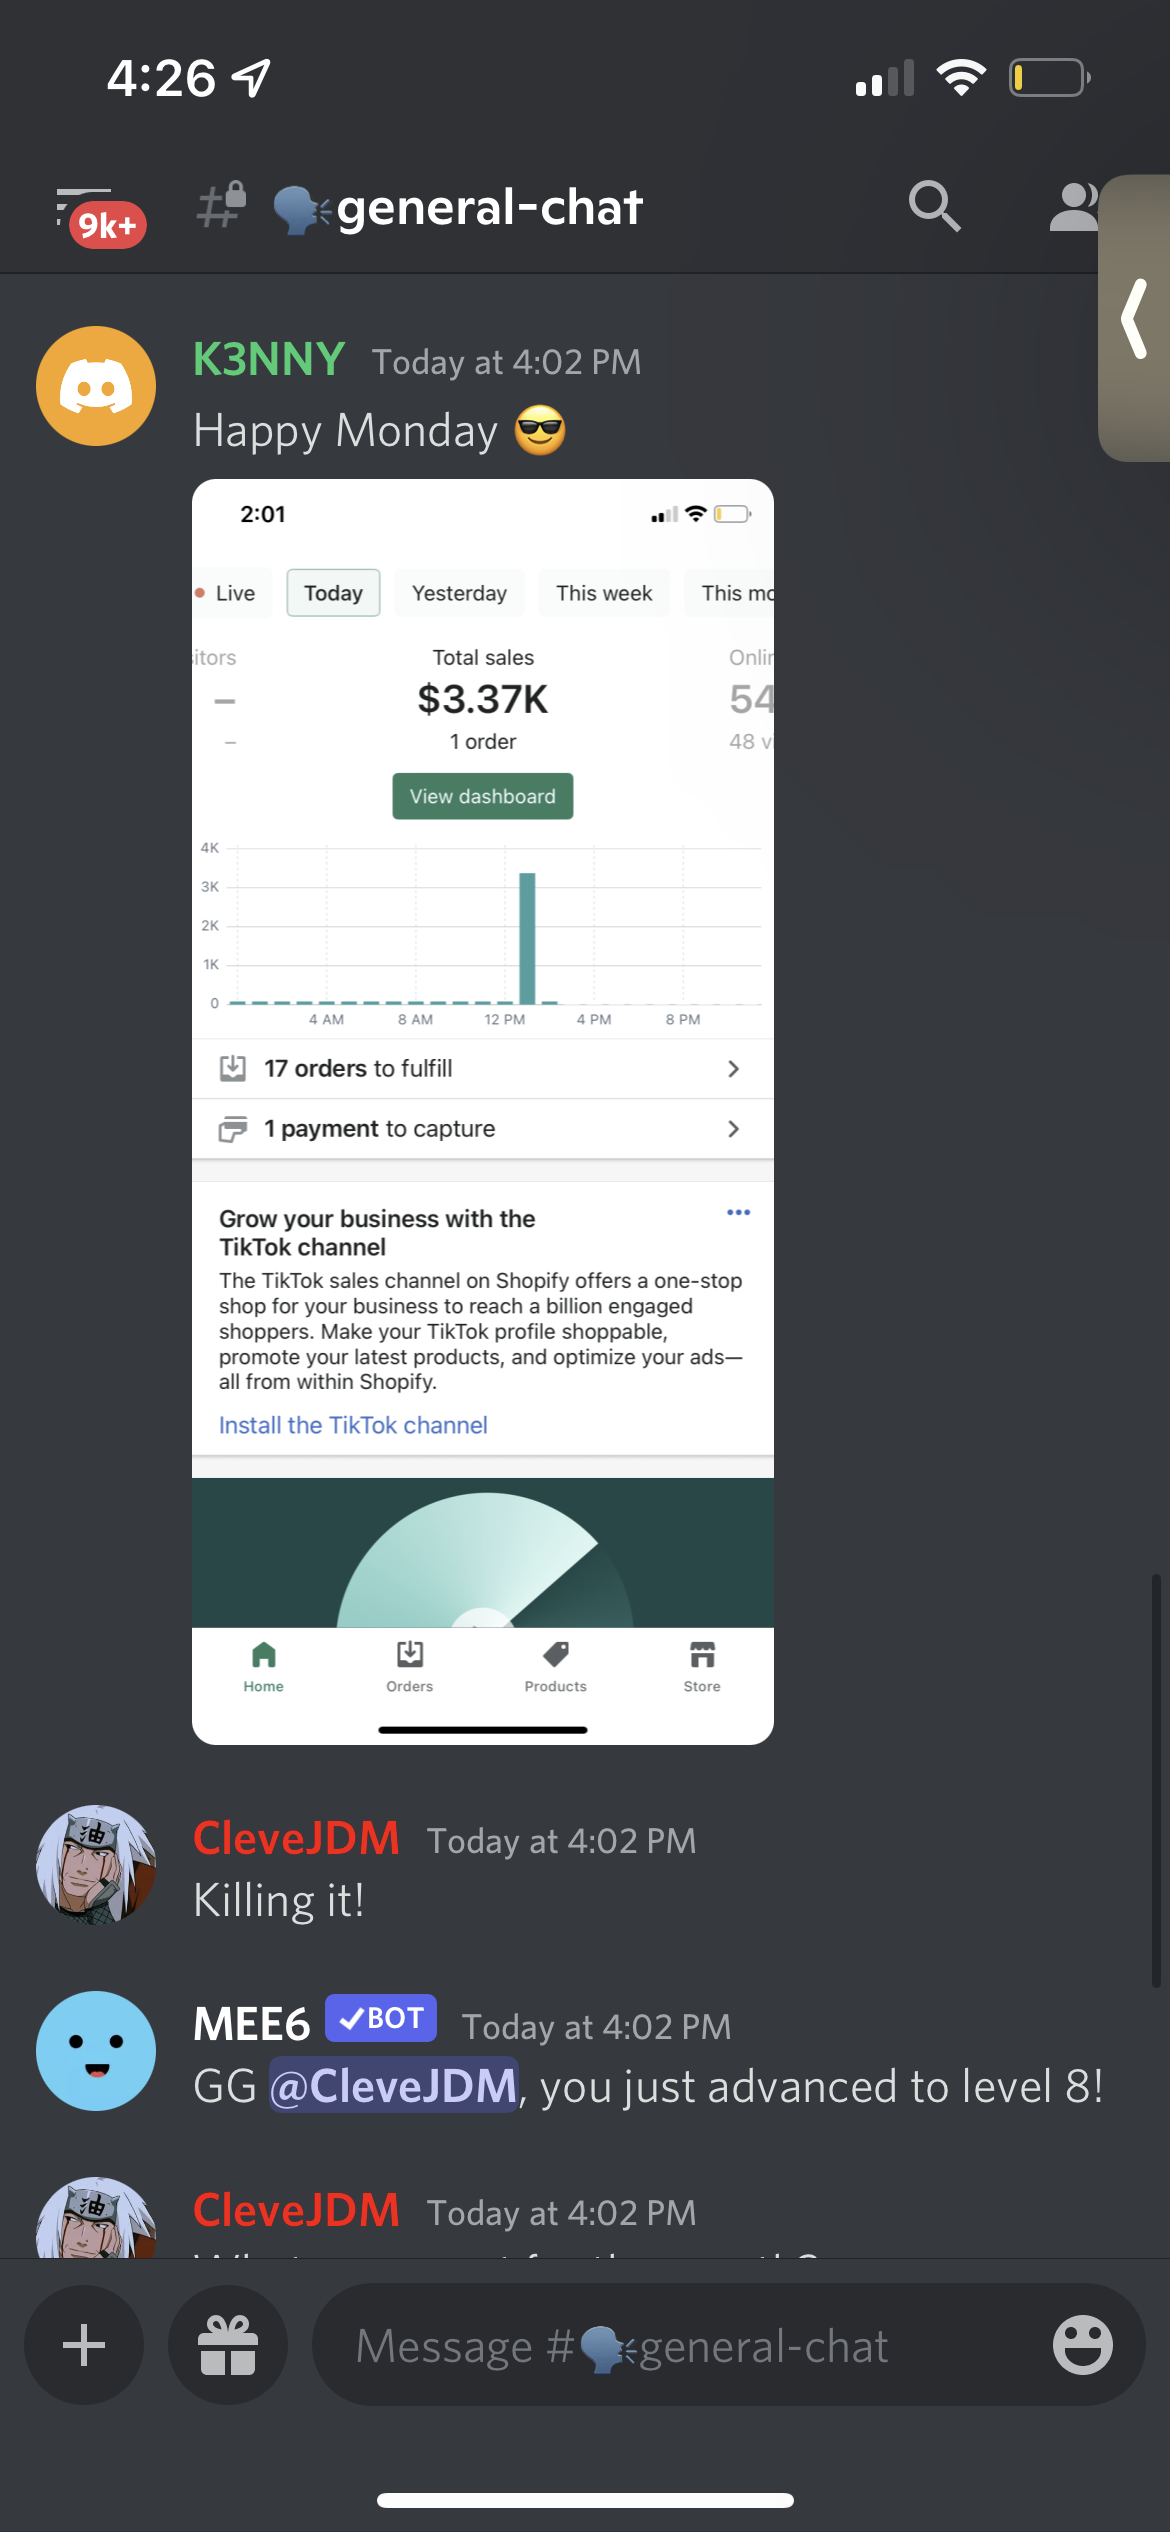 4:26
9k+
general-chat
K3NNY Today at 4:02 PM
Happy Monday 😎
2:01
Live Today Yesterday This week This mo
itors Total sales Onlin
– $3.37K 54
– 1 order 48 vi
View dashboard
4K
3K
2K
1K
0
4 AM 8 AM 12 PM 4 PM 8 PM
17 orders to fulfill
1 payment to capture
Grow your business with the
TikTok channel
The TikTok sales channel on Shopify offers a one-stop
shop for your business to reach a billion engaged
shoppers. Make your TikTok profile shoppable,
promote your latest products, and optimize your ads—
all from within Shopify.
Install the TikTok channel
Home Orders Products Store
油
CleveJDM Today at 4:02 PM
Killing it!
MEE6 ✓BOT Today at 4:02 PM
GG @CleveJDM, you just advanced to level 8!
油
CleveJDM Today at 4:02 PM
Message #🗣️general-chat